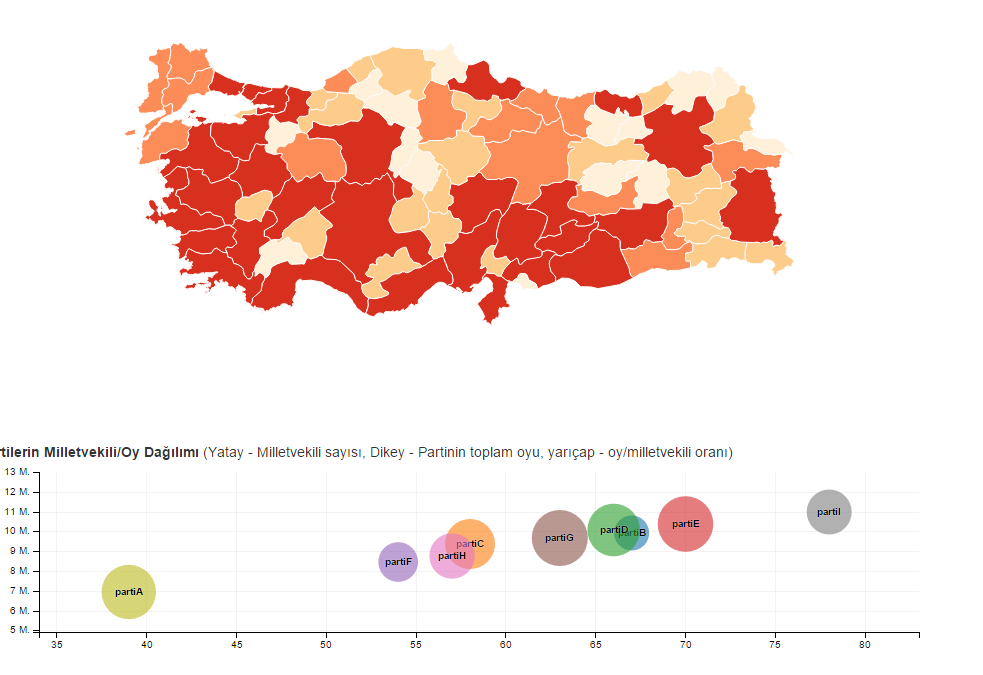 tilerin Milletvekili/Oy Dağılımı (Yatay - Milletvekili sayısı, Dikey - Partinin toplam oyu, yarıçap - oy/milletvekili oranı)
13 M.
12 M.
11 M.
10 M.
9 M.
8 M.
7 M.
6 M.
5 M.
partiA
partiF
partiH
partiC
partiG
partiD
partiB
partiE
partiI
35 40 45 50 55 60 65 70 75 80